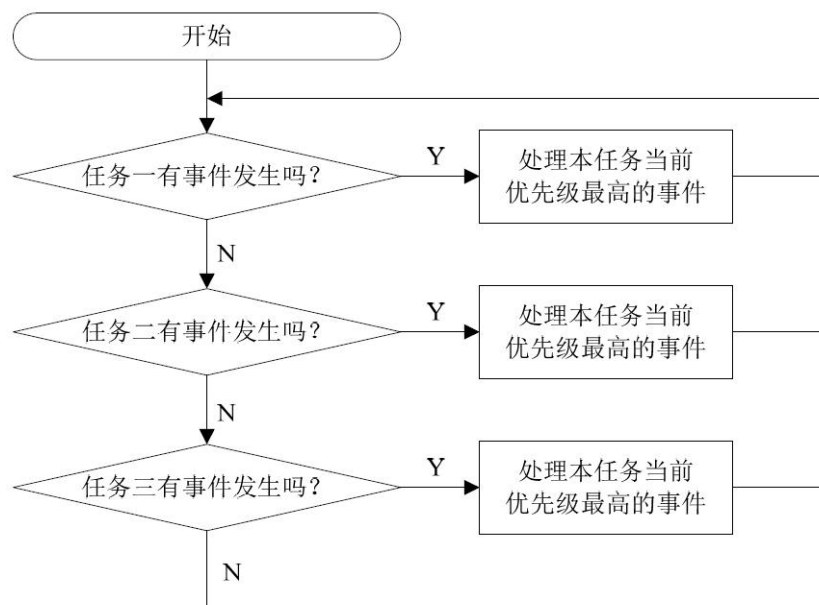 开始
任务一有事件发生吗？
Y
处理本任务当前
优先级最高的事件
N
任务二有事件发生吗？
Y
处理本任务当前
优先级最高的事件
N
任务三有事件发生吗？
Y
处理本任务当前
优先级最高的事件
N